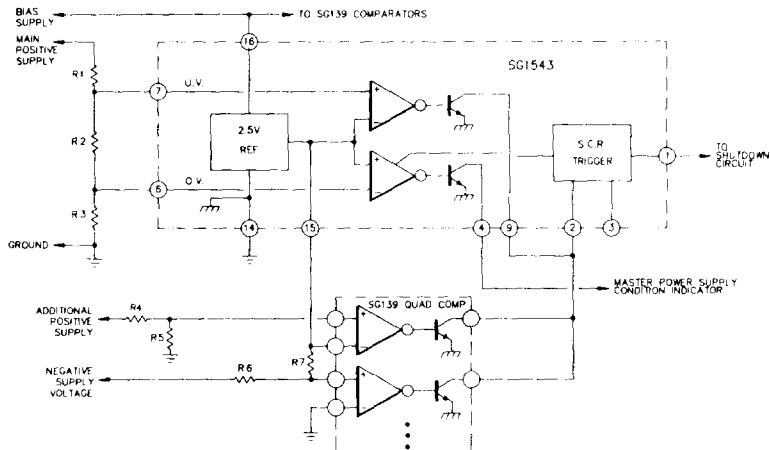 BIAS
SUPPLY
TO SG139 COMPARATORS
MAIN
POSITIVE
SUPPLY
16
SG1543
R1
7
U.V.
+
−
2.5V
REF
R2
+
−
S.C.R
TRIGGER
1
TO
SHUTDOWN
CIRCUIT
6
O.V.
R3
GROUND
14
15
4
9
2
3
MASTER POWER SUPPLY
CONDITION INDICATOR
SG139 QUAD COMP
ADDITIONAL
POSITIVE
SUPPLY
R4
R5
+
−
R7
NEGATIVE
SUPPLY
VOLTAGE
R6
+
−